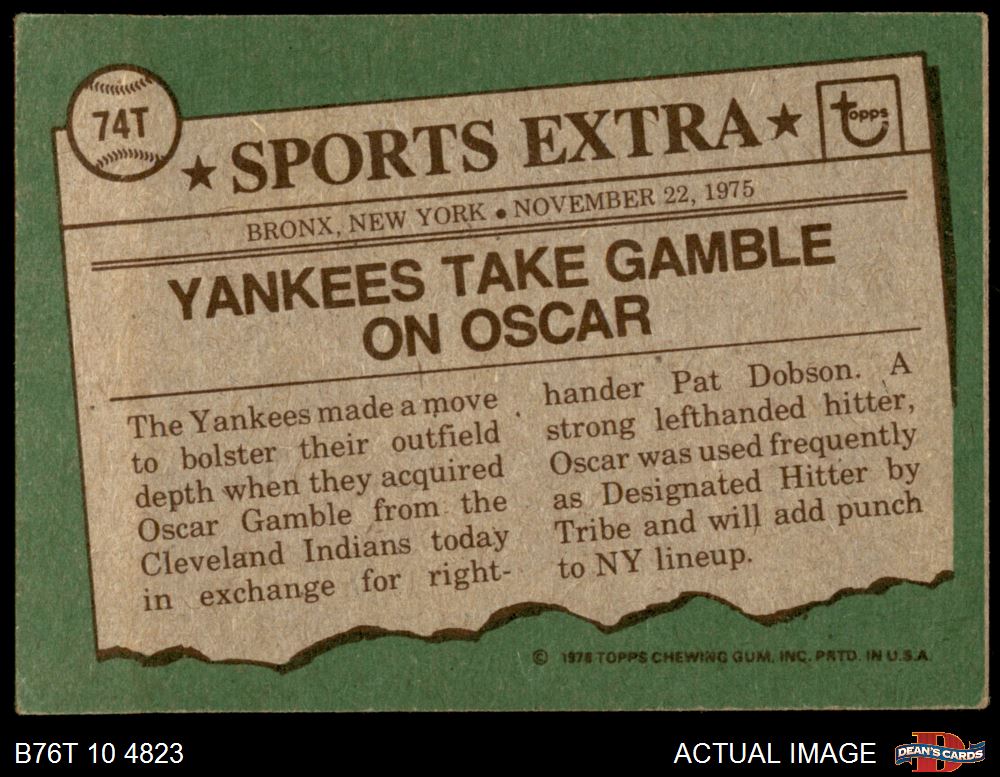 74T
★ SPORTS EXTRA ★
topps
BRONX, NEW YORK • NOVEMBER 22, 1975
YANKEES TAKE GAMBLE
ON OSCAR
The Yankees made a move
to bolster their outfield
depth when they acquired
Oscar Gamble from the
Cleveland Indians today
in exchange for right-
hander Pat Dobson. A
strong lefthanded hitter,
Oscar was used frequently
as Designated Hitter by
Tribe and will add punch
to NY lineup.
© 1976 TOPPS CHEWING GUM, INC. PRTD. IN U.S.A.
B76T 10 4823
ACTUAL IMAGE
DEAN'S CARDS